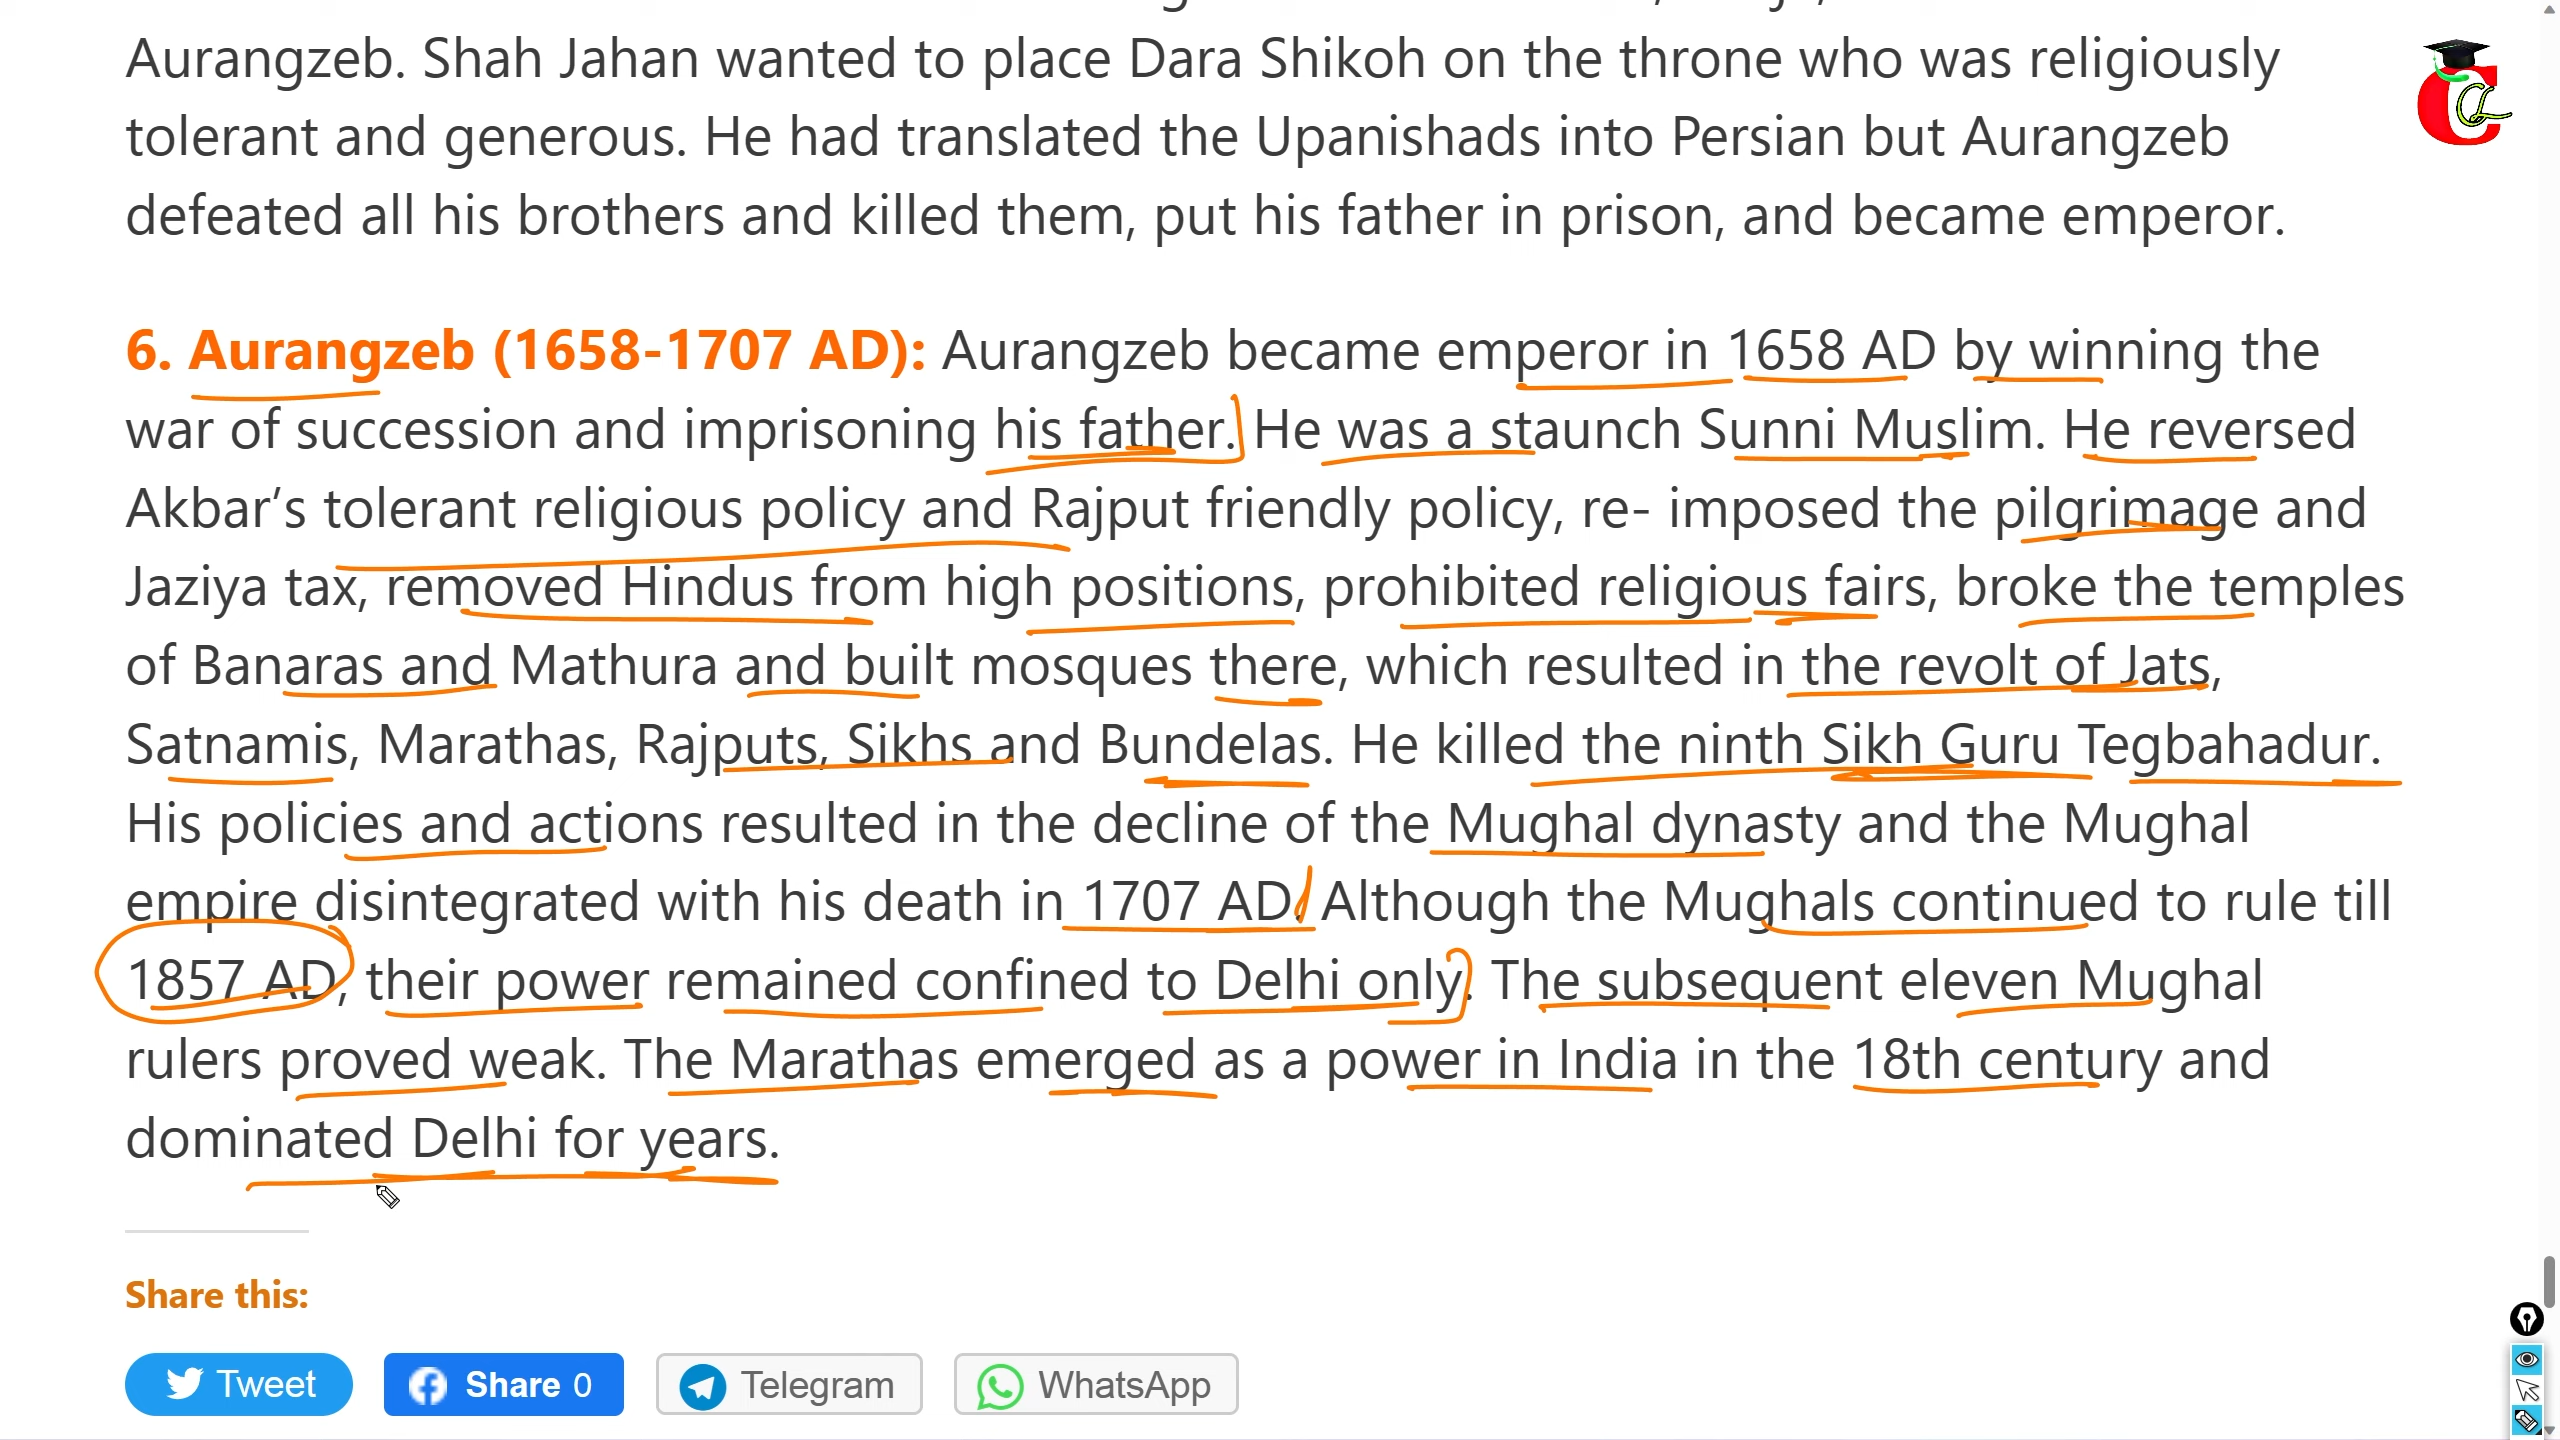 Aurangzeb. Shah Jahan wanted to place Dara Shikoh on the throne who was religiously
tolerant and generous. He had translated the Upanishads into Persian but Aurangzeb
defeated all his brothers and killed them, put his father in prison, and became emperor.
6. Aurangzeb (1658-1707 AD): Aurangzeb became emperor in 1658 AD by winning the
war of succession and imprisoning his father. He was a staunch Sunni Muslim. He reversed
Akbar’s tolerant religious policy and Rajput friendly policy, re- imposed the pilgrimage and
Jaziya tax, removed Hindus from high positions, prohibited religious fairs, broke the temples
of Banaras and Mathura and built mosques there, which resulted in the revolt of Jats,
Satnamis, Marathas, Rajputs, Sikhs and Bundelas. He killed the ninth Sikh Guru Tegbahadur.
His policies and actions resulted in the decline of the Mughal dynasty and the Mughal
empire disintegrated with his death in 1707 AD. Although the Mughals continued to rule till
1857 AD, their power remained confined to Delhi only. The subsequent eleven Mughal
rulers proved weak. The Marathas emerged as a power in India in the 18th century and
dominated Delhi for years.
Share this:
Tweet Share 0 Telegram WhatsApp